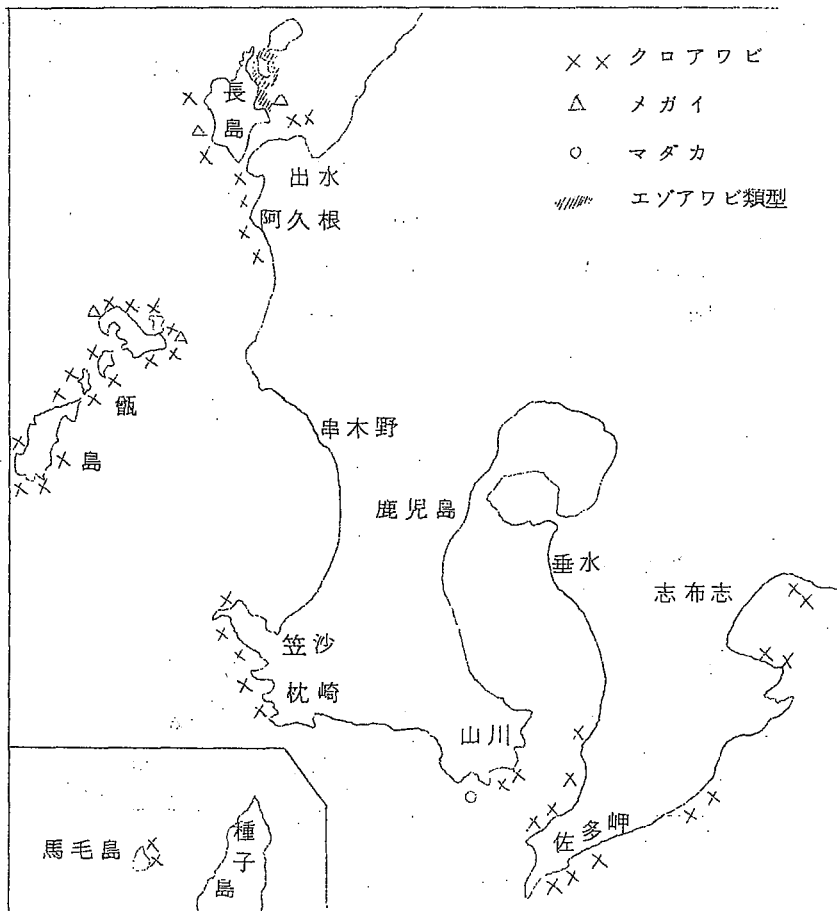 ×× クロアワビ
△ メガイ
○ マダカ
エゾアワビ類型
長島
出水
阿久根
甑島
串木野
鹿児島
垂水
志布志
笠沙
枕崎
山川
佐多岬
馬毛島
種子島